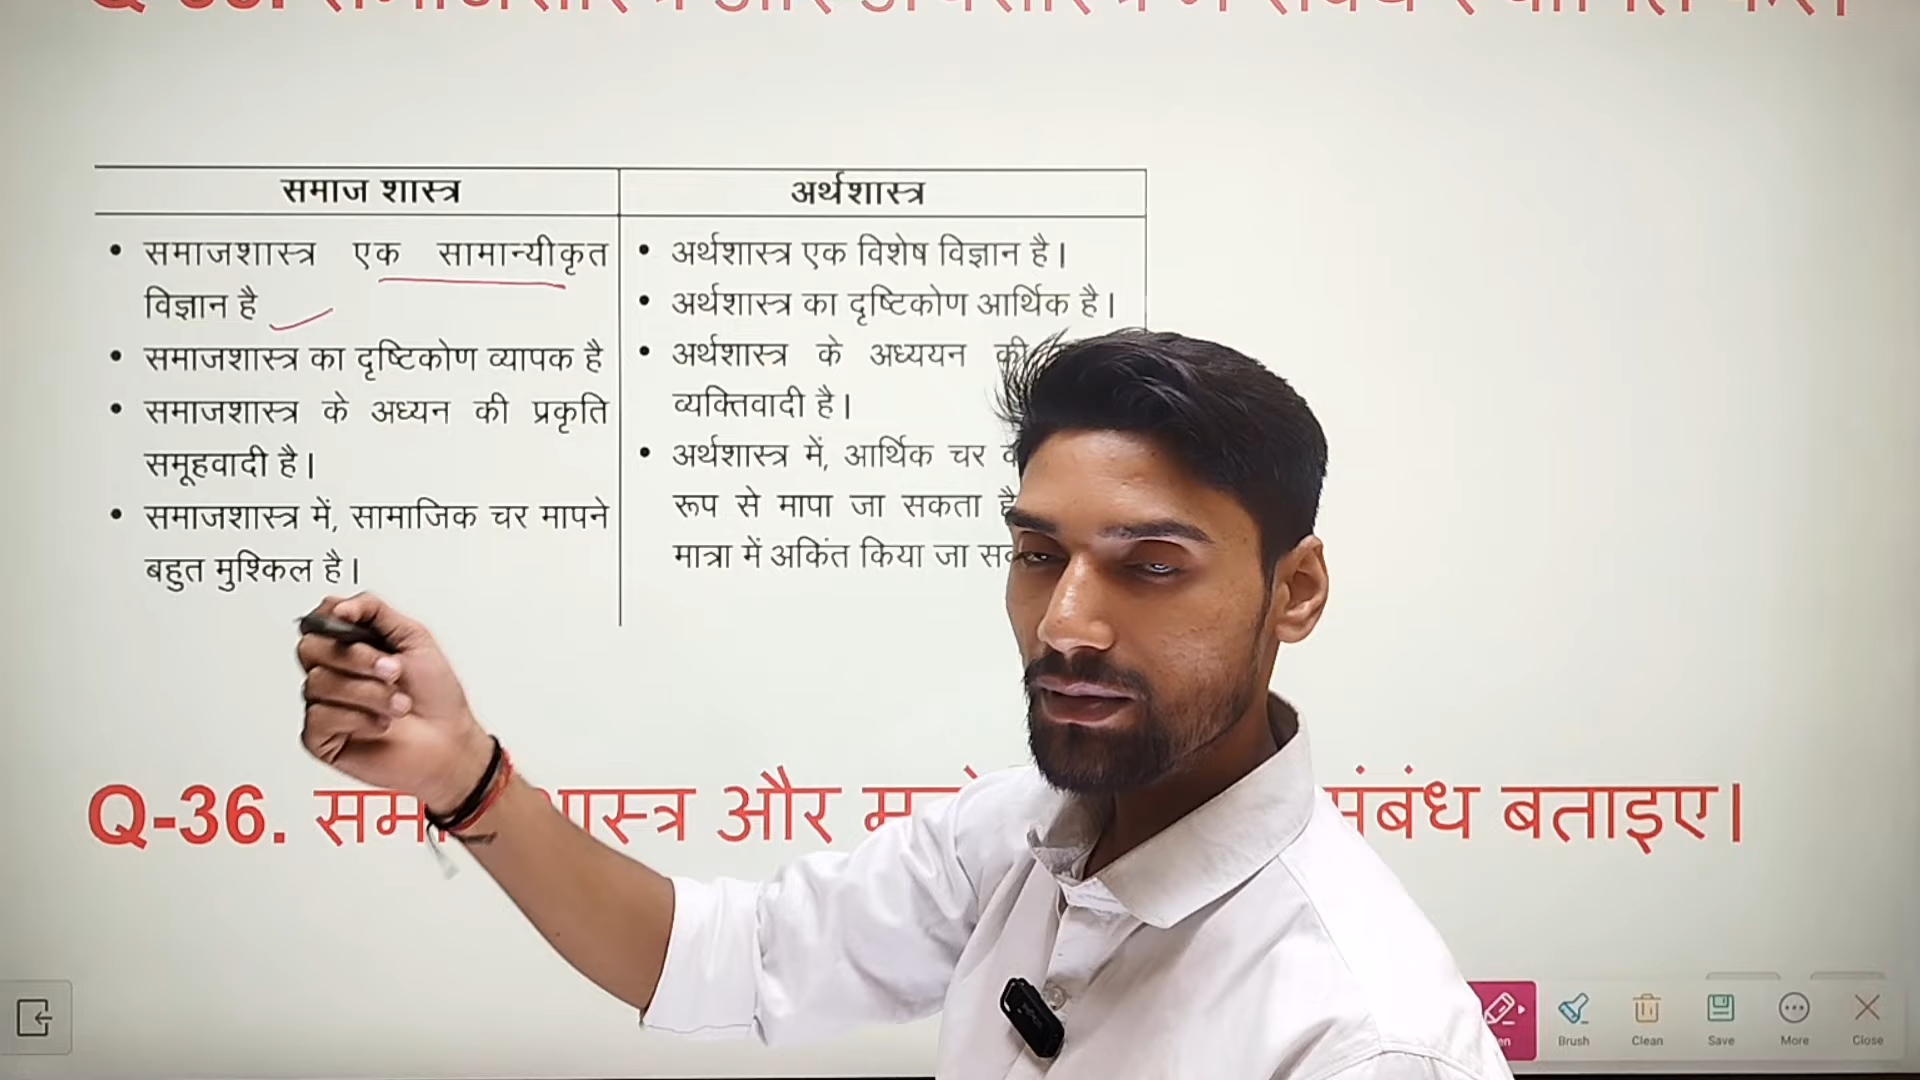 समाज शास्त्र
अर्थशास्त्र
• समाजशास्त्र एक सामान्यीकृत
विज्ञान है
• समाजशास्त्र का दृष्टिकोण व्यापक है
• समाजशास्त्र के अध्यन की प्रकृति
समूहवादी है।
• समाजशास्त्र में, सामाजिक चर मापने
बहुत मुश्किल है।
• अर्थशास्त्र एक विशेष विज्ञान है।
• अर्थशास्त्र का दृष्टिकोण आर्थिक है।
• अर्थशास्त्र के अध्ययन की
व्यक्तिवादी है।
• अर्थशास्त्र में, आर्थिक चर
रूप से मापा जा सकता
मात्रा में अकिंत किया जा
Q-36. और संबंध बताइए।
Brush
Clean
Save
More
Close